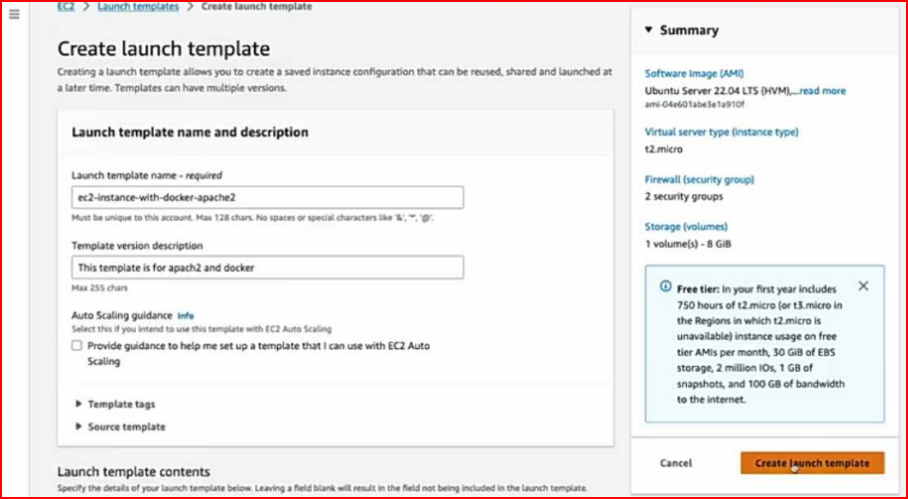 EC2 > Launch templates > Create launch template
Create launch template
Creating a launch template allows you to create a saved instance configuration that can be reused, shared and launched at
a later time. Templates can have multiple versions.
Launch template name and description
Launch template name - required
ec2-instance-with-docker-apache2
Must be unique to this account. Max 128 chars. No spaces or special characters like '&', '*', '@'.
Template version description
This template is for apach2 and docker
Max 255 chars
Auto Scaling guidance Info
Select this if you intend to use this template with EC2 Auto Scaling
Provide guidance to help me set up a template that I can use with EC2 Auto
Scaling
Template tags
Source template
Launch template contents
Specify the details of your launch template below. Leaving a field blank will result in the field not being included in the launch template.
Summary
Software Image (AMI)
Ubuntu Server 22.04 LTS (HVM),...read more
ami-04e601abe3e1a910f
Virtual server type (instance type)
t2.micro
Firewall (security group)
2 security groups
Storage (volumes)
1 volume(s) - 8 GiB
Free tier: In your first year includes
750 hours of t2.micro (or t3.micro in
the Regions in which t2.micro is
unavailable) instance usage on free
tier AMIs per month, 30 GiB of EBS
storage, 2 million IOs, 1 GB of
snapshots, and 100 GB of bandwidth
to the internet.
Cancel
Create launch template